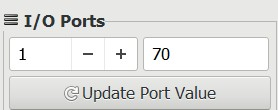 I/O Ports
1 − + 70
Update Port Value